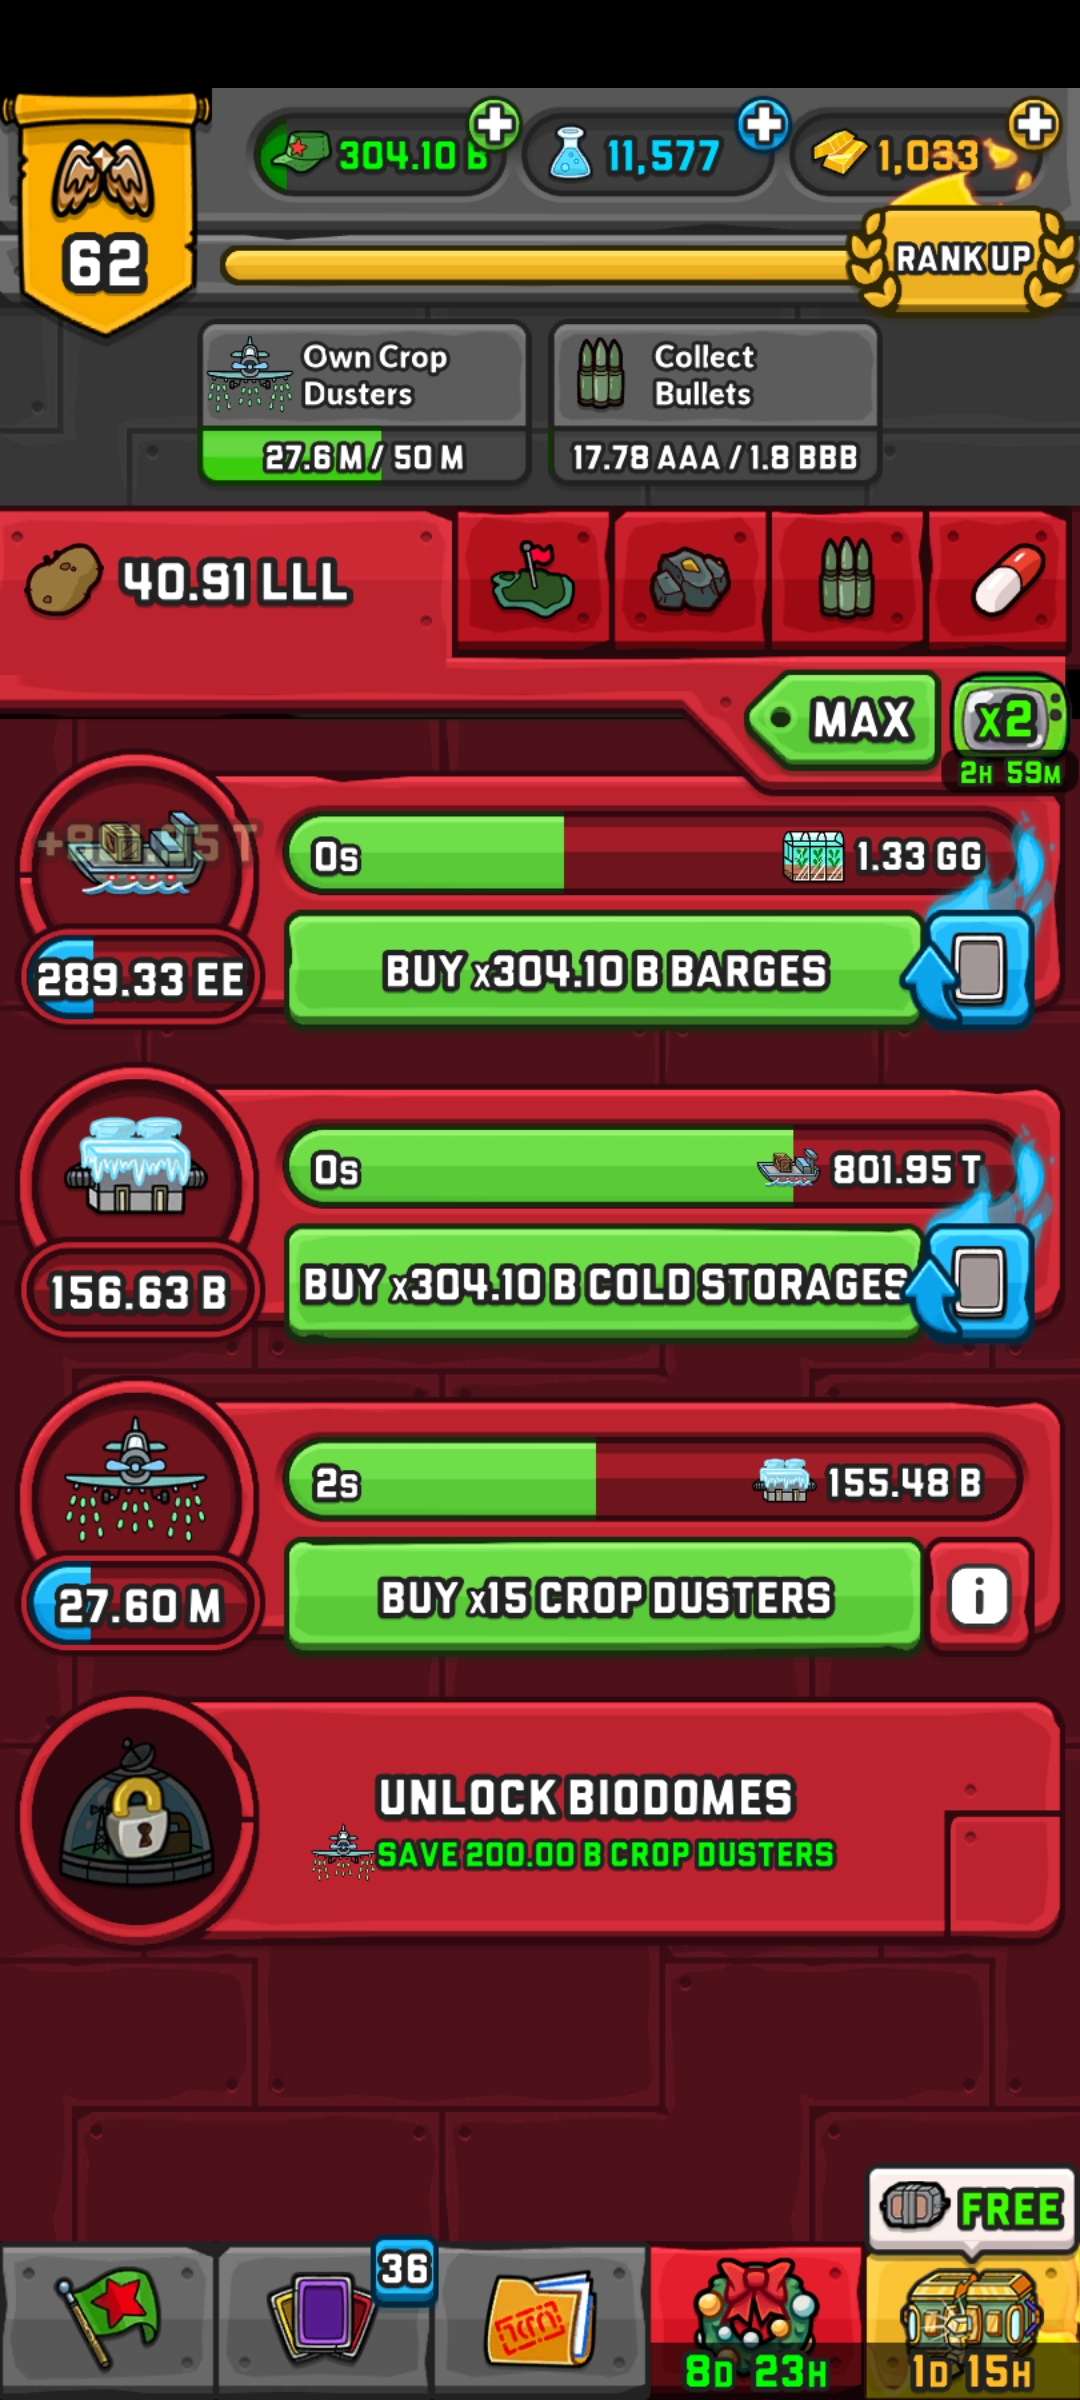 304.10 B
11,577
1,033
62
RANK UP
Own Crop
Dusters
27.6 M / 50 M
Collect
Bullets
17.78 AAA / 1.8 BBB
40.91 LLL
MAX
x2
2H 59M
+801.95 T
0s
1.33 GG
289.33 EE
BUY x304.10 B BARGES
0s
801.95 T
156.63 B
BUY x304.10 B COLD STORAGES
2s
155.48 B
27.60 M
BUY x15 CROP DUSTERS
i
UNLOCK BIODOMES
SAVE 200.00 B CROP DUSTERS
FREE
36
8D 23H
1D 15H